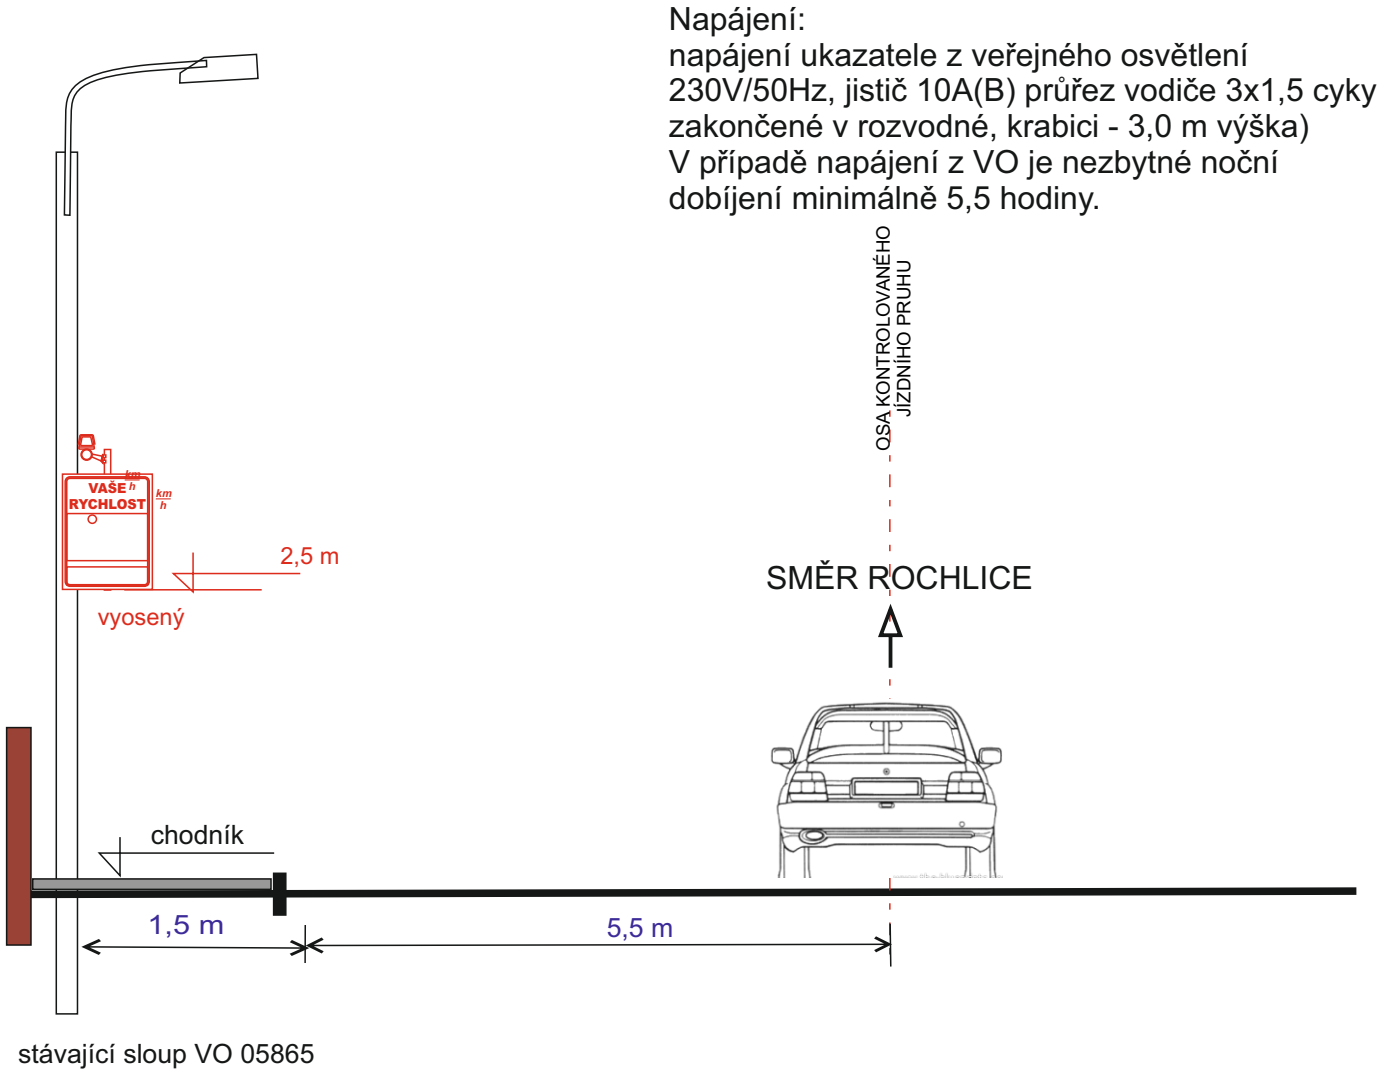 Napájení:
napájení ukazatele z veřejného osvětlení
230V/50Hz, jistič 10A(B) průřez vodiče 3x1,5 cyky
zakončené v rozvodné, krabici - 3,0 m výška)
V případě napájení z VO je nezbytné noční
dobíjení minimálně 5,5 hodiny.
OSA KONTROLOVANÉHO
JÍZDNÍHO PRUHU
km
h
VAŠE
RYCHLOST
km
h
2,5 m
vyosený
SMĚR ROCHLICE
chodník
1,5 m
5,5 m
stávající sloup VO 05865